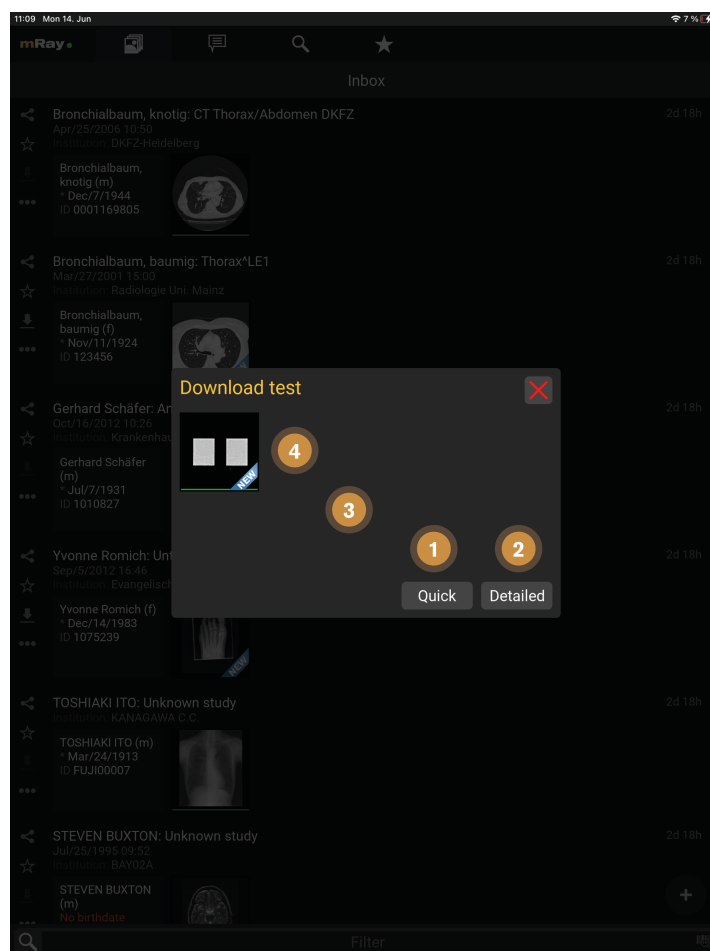 11:09 Mon 14. Jun 7 %
mRay
Inbox
Bronchialbaum, knotig: CT Thorax/Abdomen DKFZ 2d 18h
Apr/25/2006 10:50
Institution: DKFZ-Heidelberg
Bronchialbaum,
knotig (m)
* Dec/7/1944
ID 0001169805
Bronchialbaum, baumig: Thorax^LE1 2d 18h
Mar/27/2001 15:00
Institution: Radiologie Uni. Mainz
Bronchialbaum,
baumig (f)
* Nov/11/1924
ID 123456
Download test
Gerhard Schäfer: 2d 18h
Oct/16/2012 10:26
Institution:
Gerhard Schäfer
(m)
* Jul/7/1931
ID 1010827
NEW
4
3
1
2
Quick Detailed
Yvonne Romich: 2d 18h
Sep/5/2012 16:46
Institution:
Yvonne Romich (f)
* Dec/14/1983
ID 1075239
NEW
TOSHIAKI ITO: Unknown study 2d 18h
Institution: KANAGAWA C.C.
TOSHIAKI ITO (m)
* Mar/24/1913
ID FUJI00007
STEVEN BUXTON: Unknown study 2d 18h
Jul/25/1995 09:52
Institution: BAY02A
STEVEN BUXTON
(m)
No birthdate
Filter